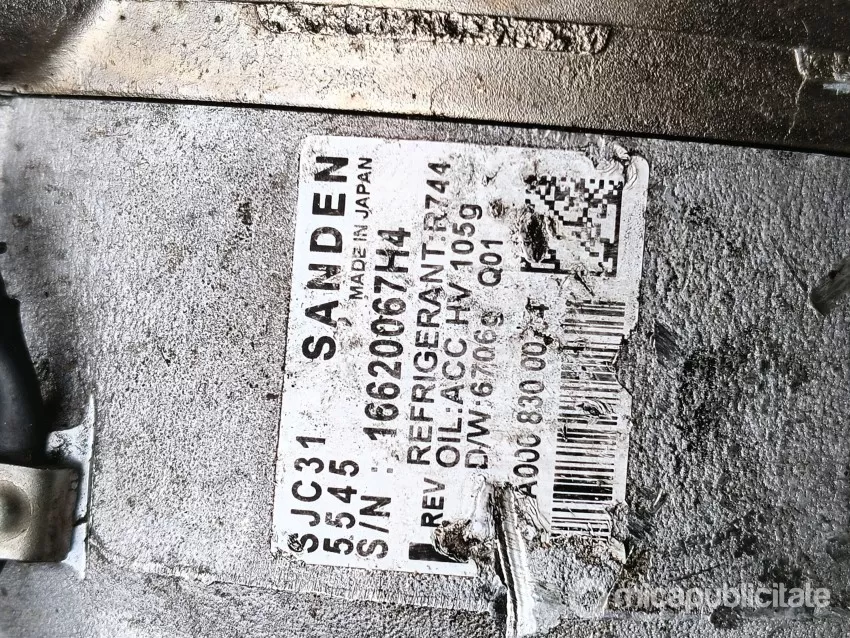 SJC31 SANDEN
5545 MADE IN JAPAN
S/N : 16620067H4
REV REFRIGERANT:R744
OIL:ACC HV 105g
D/W:6706g Q01
A000 830 00
micapublicitate